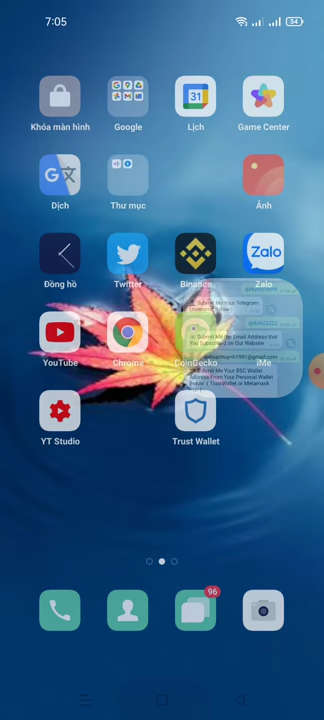 7:05
54
Khóa màn hình
Google
Lịch
Game Center
31
Dịch
Thư mục
Ảnh
Đồng hồ
Twitter
Binance
Zalo
Zalo
Submit Me Your Telegram
Submit Me the Email Address that
You Subscribed on Our Website
YouTube
Chrome
CoinGecko
iMe
Submit Me Your BSC Wallet
Address From Your Personal Wallet
YT Studio
Trust Wallet
96